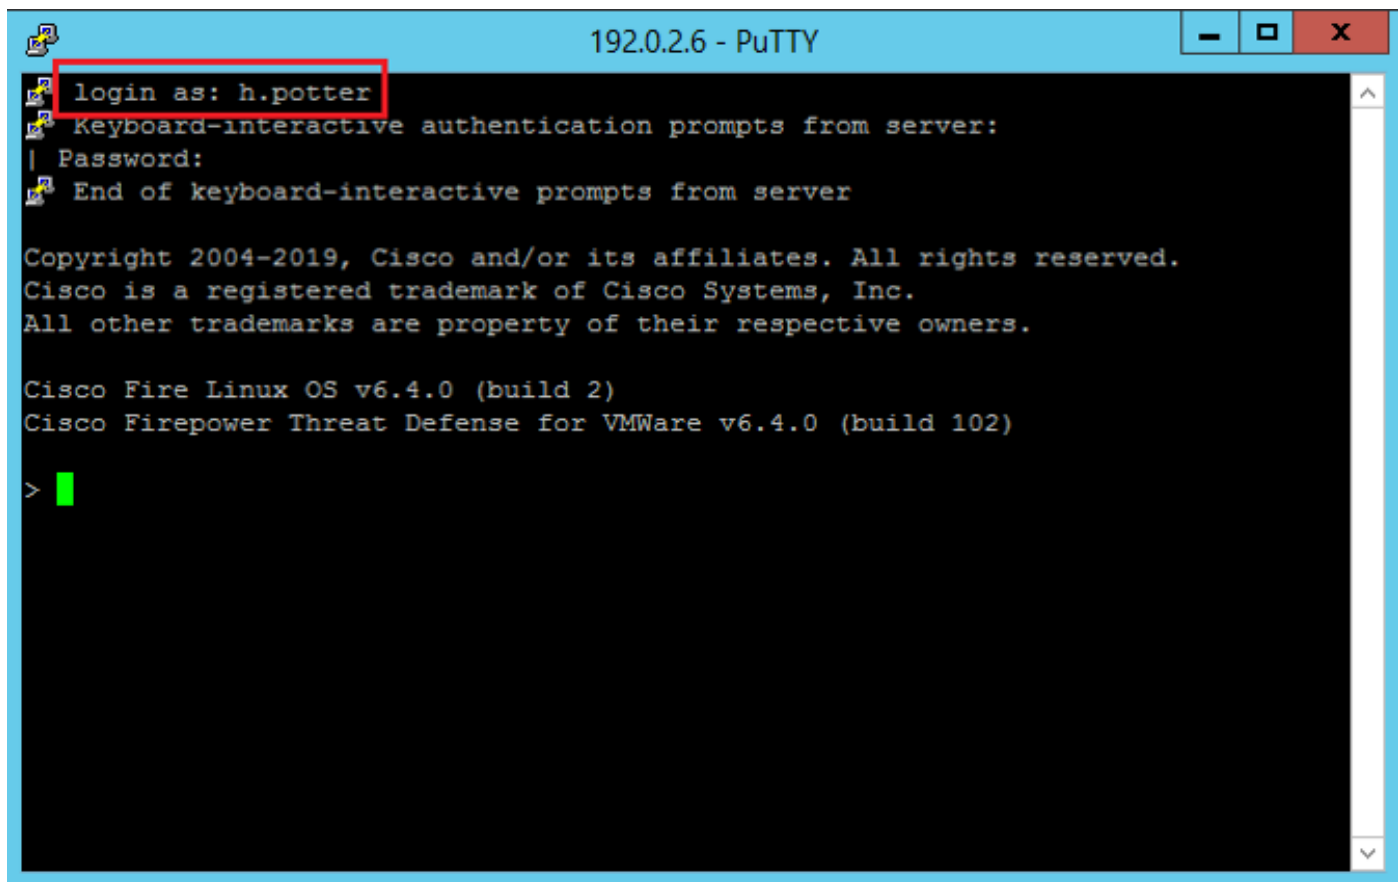 192.0.2.6 - PuTTY
login as: h.potter
Keyboard-interactive authentication prompts from server:
| Password:
End of keyboard-interactive prompts from server
Copyright 2004-2019, Cisco and/or its affiliates. All rights reserved.
Cisco is a registered trademark of Cisco Systems, Inc.
All other trademarks are property of their respective owners.
Cisco Fire Linux OS v6.4.0 (build 2)
Cisco Firepower Threat Defense for VMWare v6.4.0 (build 102)
>